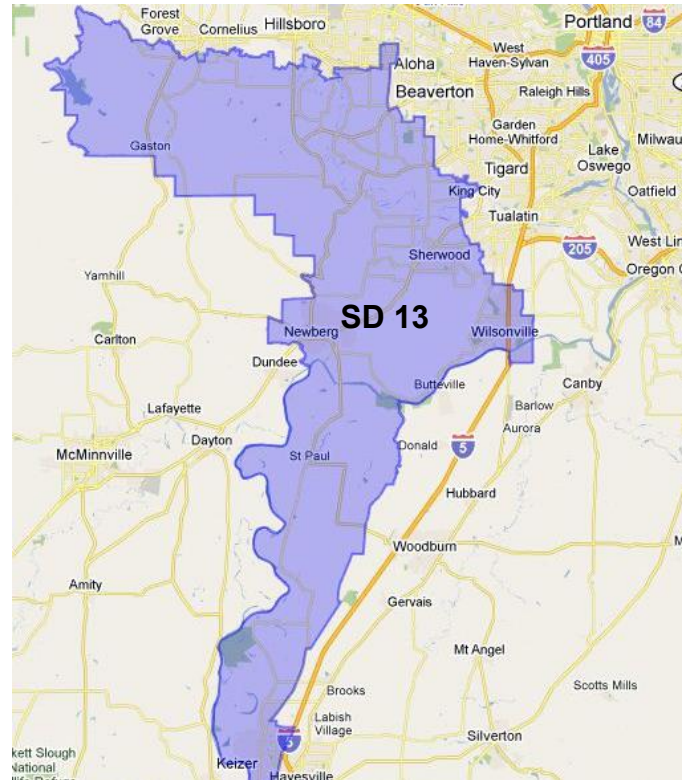 Forest
Grove
Cornelius
Hillsboro
Portland
84
West
Haven-Sylvan
405
Aloha
Beaverton
Raleigh Hills
Garden
Home-Whitford
Milwau
Gaston
Lake
Oswego
Tigard
King City
Oatfield
Tualatin
West Lin
205
Sherwood
Oregon C
Yamhill
SD 13
Newberg
Wilsonville
Carlton
Dundee
Butteville
Canby
Lafayette
Barlow
Aurora
Dayton
Donald
McMinnville
St Paul
5
Hubbard
Woodburn
M
Amity
Gervais
Mt Angel
Scotts Mills
Brooks
Labish
Village
Silverton
5
kett Slough
National
Keizer
Hayesville